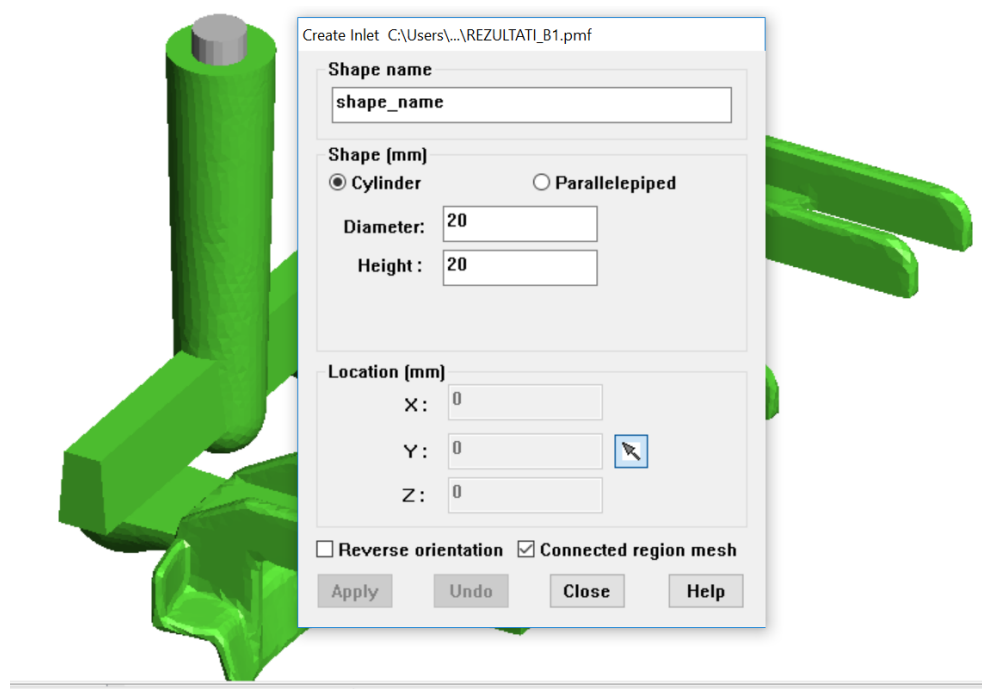 Create Inlet C:\Users\...\REZULTATI_B1.pmf
Shape name
shape_name
Shape (mm)
Cylinder Parallelepiped
Diameter: 20
Height : 20
Location (mm)
X: 0
Y: 0
Z: 0
Reverse orientation Connected region mesh
Apply Undo Close Help